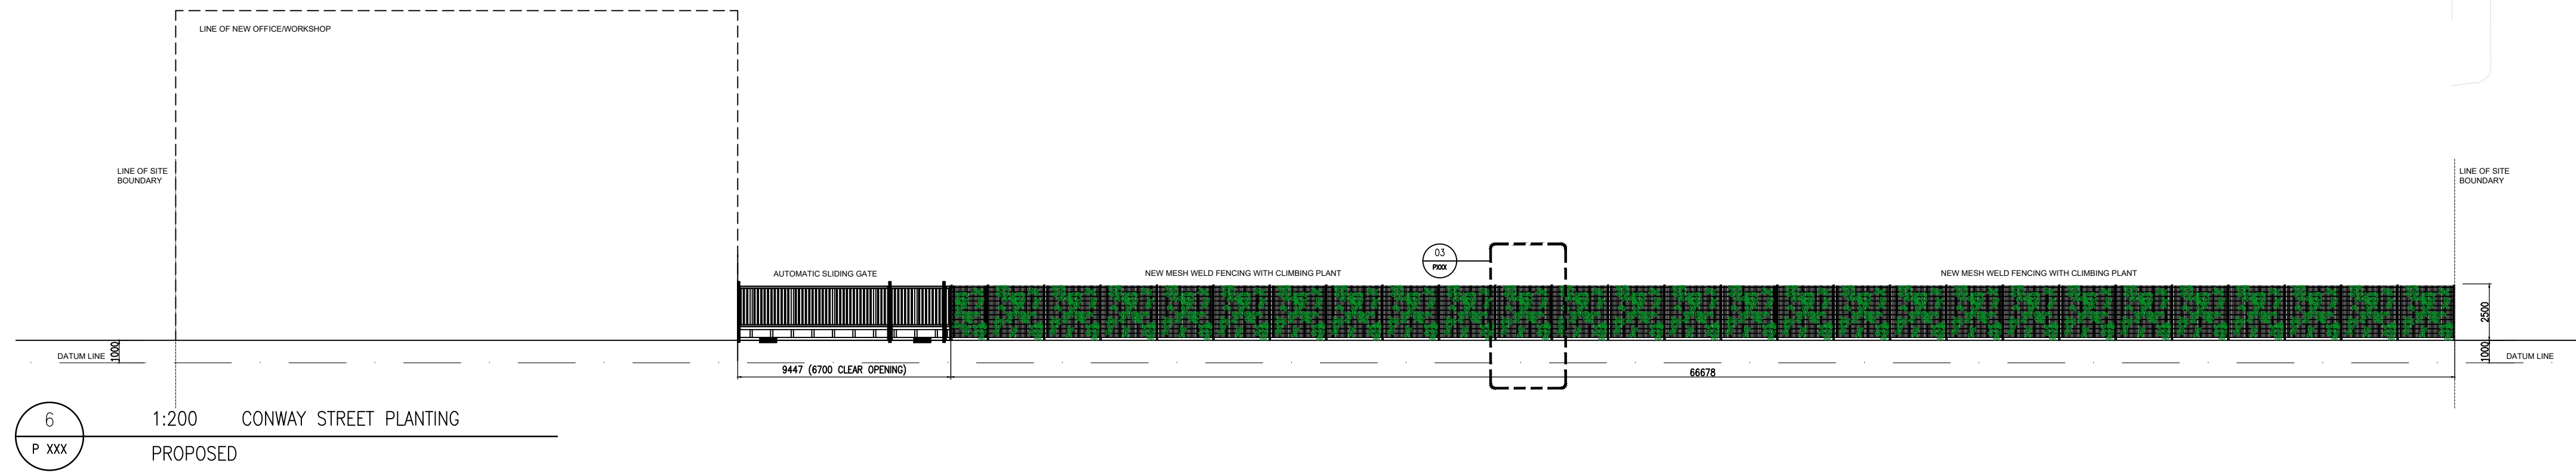 LINE OF NEW OFFICE/WORKSHOP
LINE OF SITE
BOUNDARY
LINE OF SITE
BOUNDARY
03
PXXX
AUTOMATIC SLIDING GATE
NEW MESH WELD FENCING WITH CLIMBING PLANT
NEW MESH WELD FENCING WITH CLIMBING PLANT
2500
DATUM LINE
1000
1000
DATUM LINE
9447 (6700 CLEAR OPENING)
66678
6
P XXX
1:200 CONWAY STREET PLANTING
PROPOSED